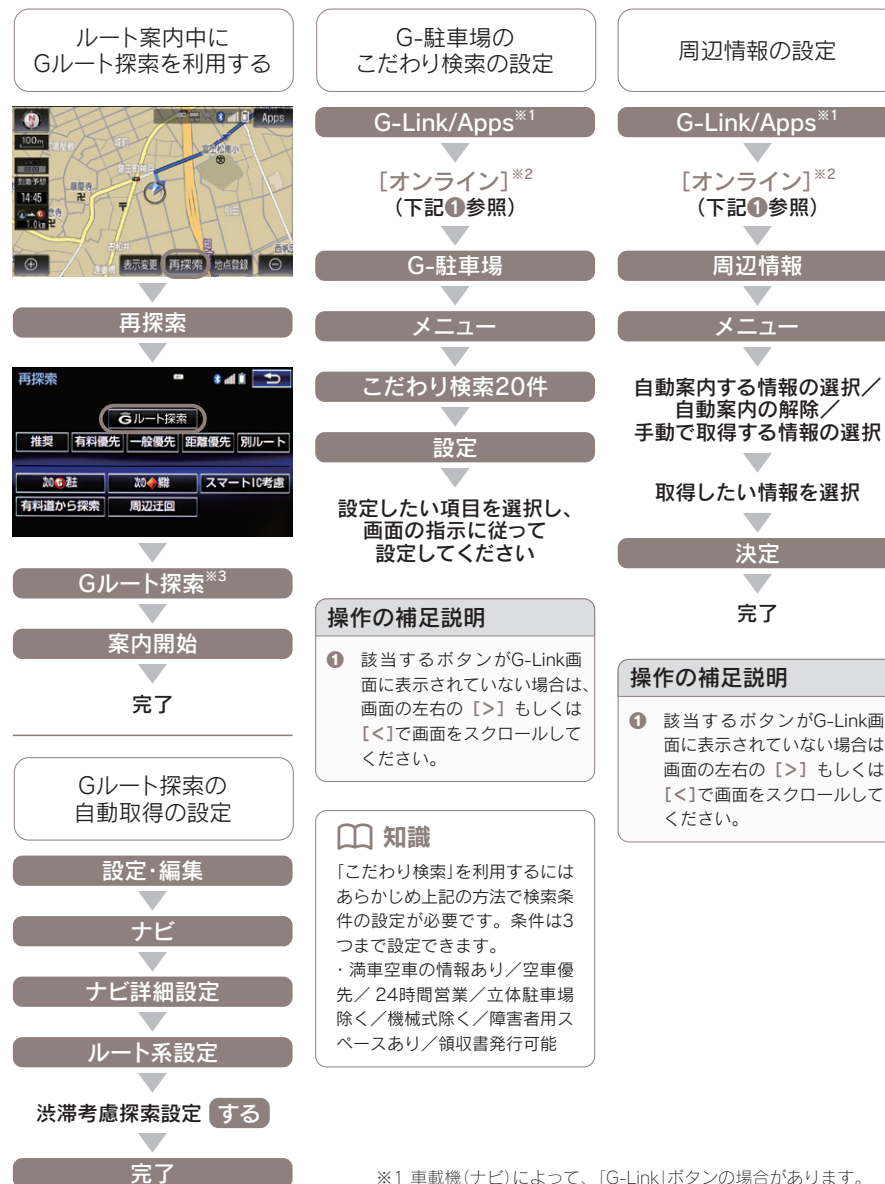 ルート案内中に
Gルート探索を利用する
Apps
100m
到着予想
14:45
1.0km
表示変更
再探索
地点登録
再探索
再探索
Gルート探索
推奨
有料優先
一般優先
距離優先
別ルート
スマートIC考慮
有料道から探索
周辺迂回
Gルート探索※3
案内開始
完了
Gルート探索の
自動取得の設定
設定・編集
ナビ
ナビ詳細設定
ルート系設定
渋滞考慮探索設定 する
完了
G-駐車場の
こだわり検索の設定
G-Link/Apps※1
[オンライン]※2
(下記❶参照)
G-駐車場
メニュー
こだわり検索20件
設定
設定したい項目を選択し、
画面の指示に従って
設定してください
操作の補足説明
❶ 該当するボタンがG-Link画
面に表示されていない場合は、
画面の左右の [>] もしくは
[<]で画面をスクロールして
ください。
知識
「こだわり検索」を利用するには
あらかじめ上記の方法で検索条
件の設定が必要です。条件は3
つまで設定できます。
・満車空車の情報あり／空車優
先／24時間営業／立体駐車場
除く／機械式除く／障害者用ス
ペースあり／領収書発行可能
周辺情報の設定
G-Link/Apps※1
[オンライン]※2
(下記❶参照)
周辺情報
メニュー
自動案内する情報の選択／
自動案内の解除／
手動で取得する情報の選択
取得したい情報を選択
決定
完了
操作の補足説明
❶ 該当するボタンがG-Link画
面に表示されていない場合は
画面の左右の [>] もしくは
[<]で画面をスクロールして
ください。
※1 車載機(ナビ)によって、「G-Link」ボタンの場合があります。